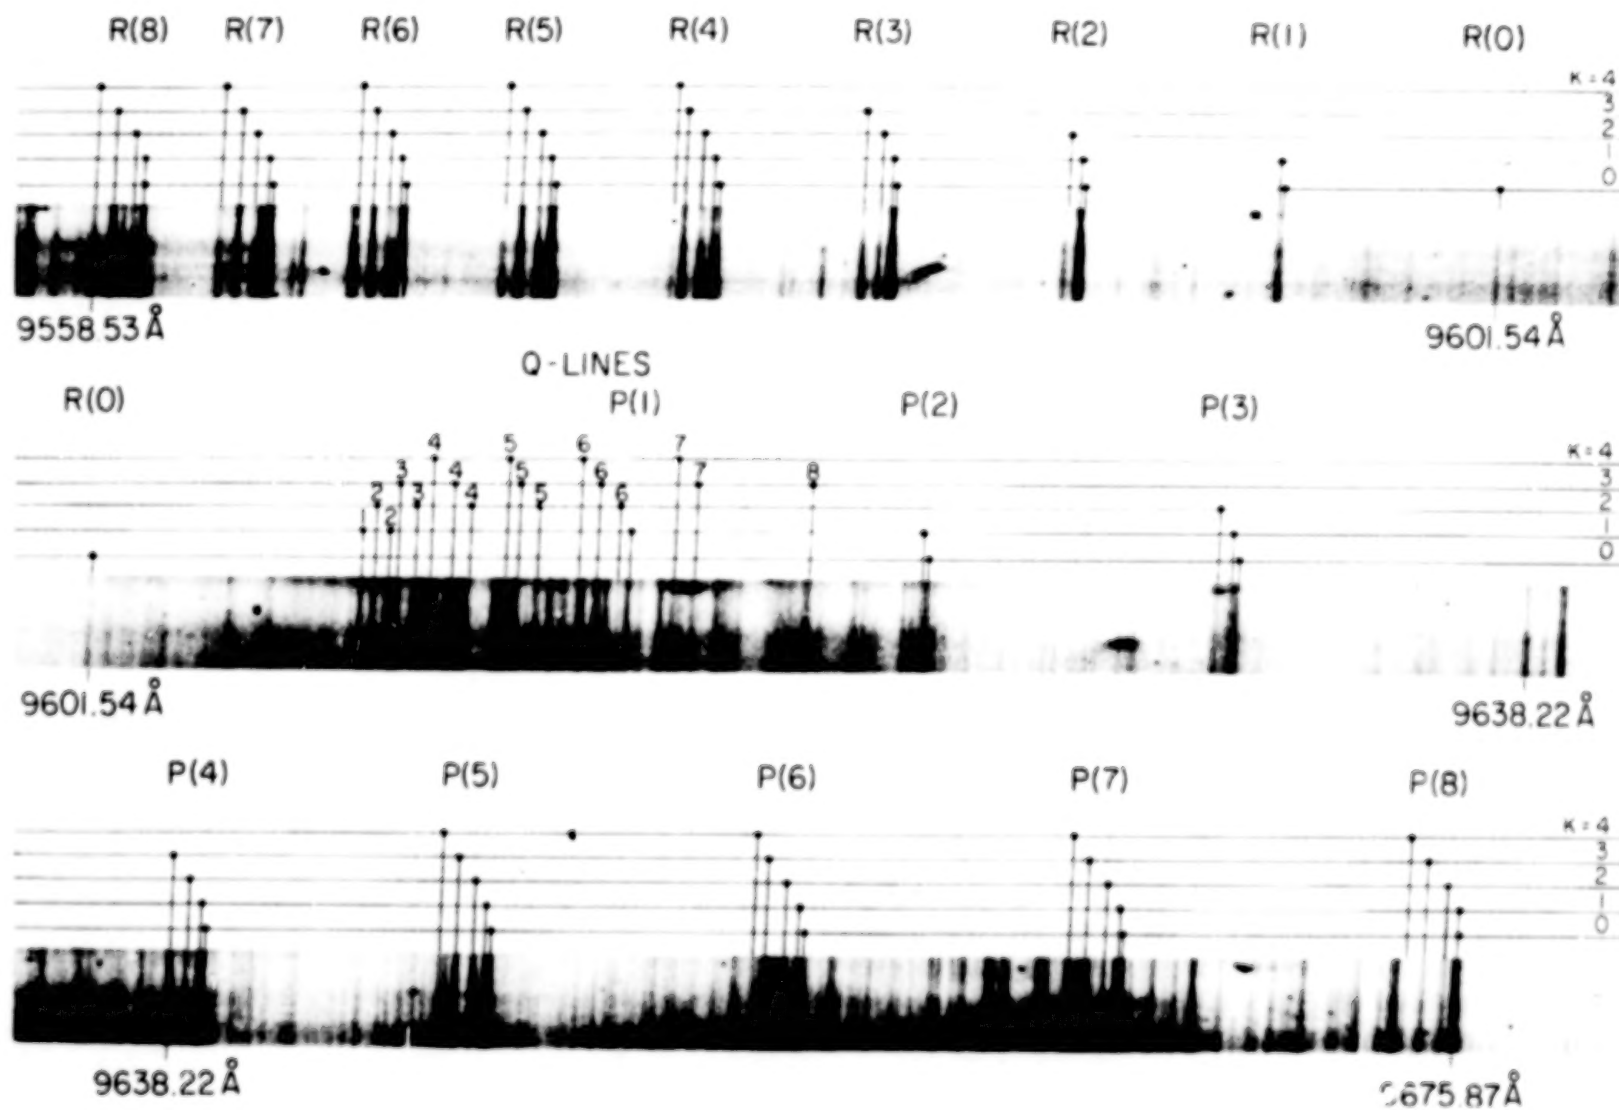 R(8) R(7) R(6) R(5) R(4) R(3) R(2) R(1) R(0)
K = 4
3
2
1
0
9558.53 Å 9601.54 Å
Q-LINES
R(0) P(1) P(2) P(3)
4 5 6 7 K = 4
3 4 5 6 7 8 3
2 3 4 5 6 2
2 1
0
9601.54 Å 9638.22 Å
P(4) P(5) P(6) P(7) P(8)
K = 4
3
2
1
0
9638.22 Å 675.87 Å